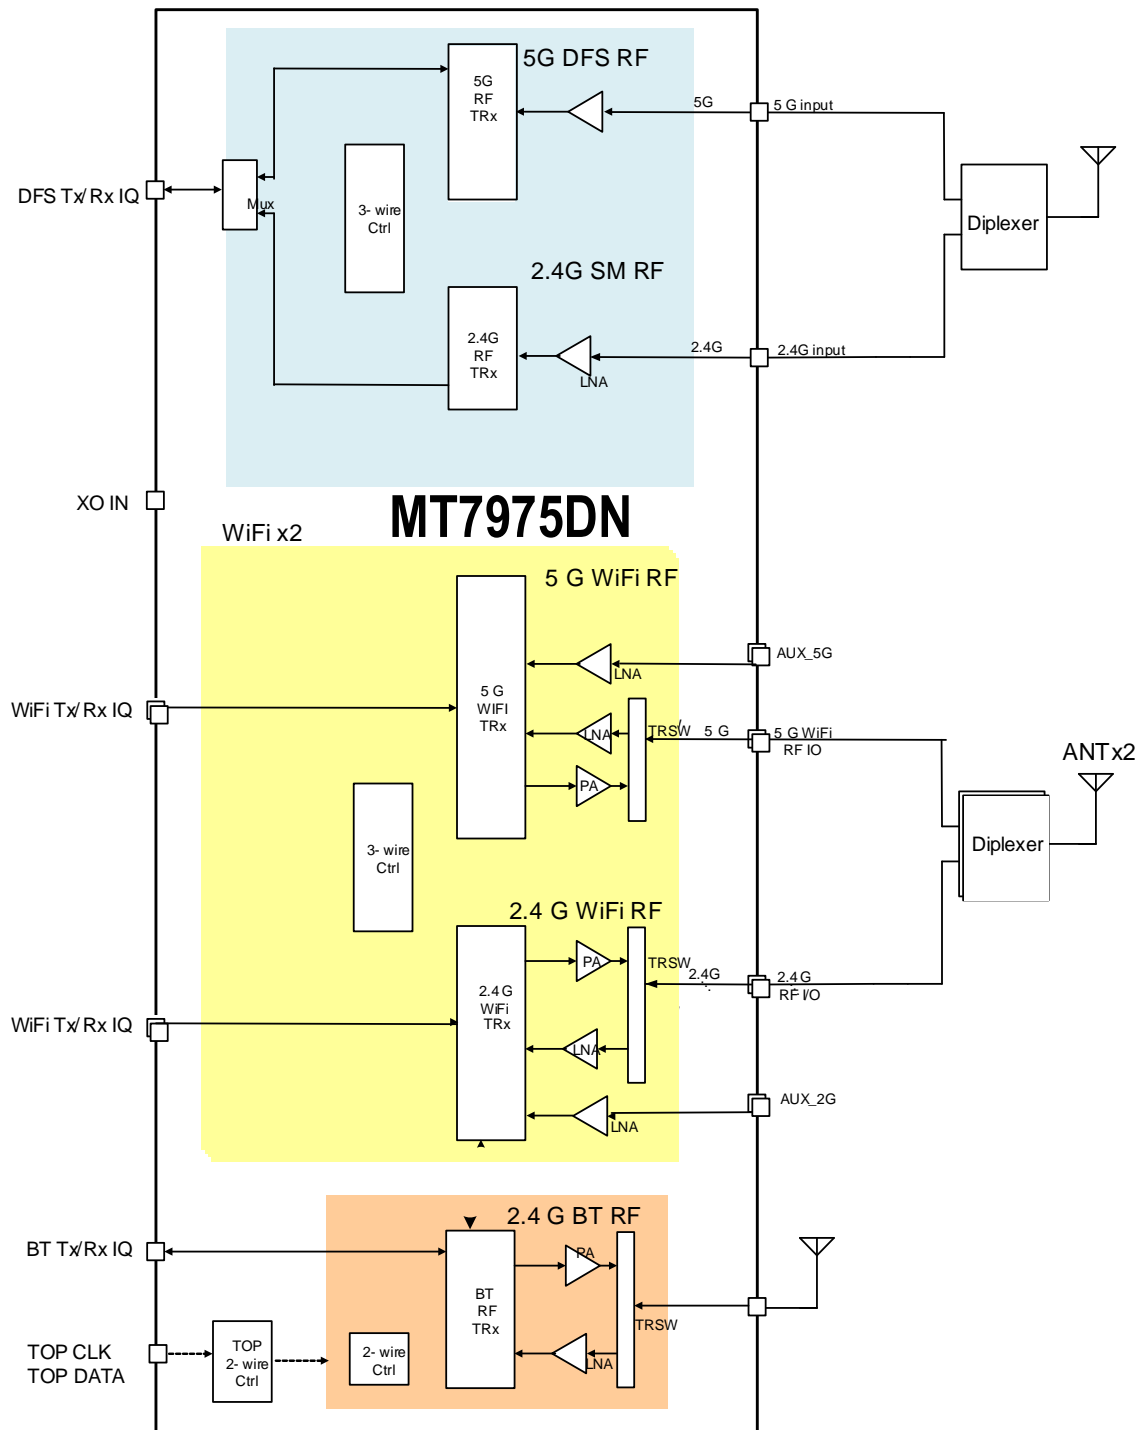 5G DFS RF
5G
RF
TRx
5G
5 G input
Mux
DFS Tx/Rx IQ
3- wire
Ctrl
Diplexer
2.4G SM RF
2.4G
RF
TRx
LNA
2.4G
2.4G input
XO IN
MT7975DN
WiFi x2
5 G WiFi RF
AUX_5G
LNA
5 G
WIFI
TRx
WiFi Tx/Rx IQ
LNA
TRSW
5 G
5 G WiFi
RF IO
PA
ANTx2
3- wire
Ctrl
Diplexer
2.4 G WiFi RF
PA
TRSW
2.4G
2.4 G
RF I/O
2.4 G
WiFi
TRx
WiFi Tx/Rx IQ
LNA
AUX_2G
LNA
2.4 G BT RF
BT Tx/Rx IQ
PA
BT
RF
TRx
TRSW
LNA
TOP CLK
TOP DATA
TOP
2- wire
Ctrl
2- wire
Ctrl